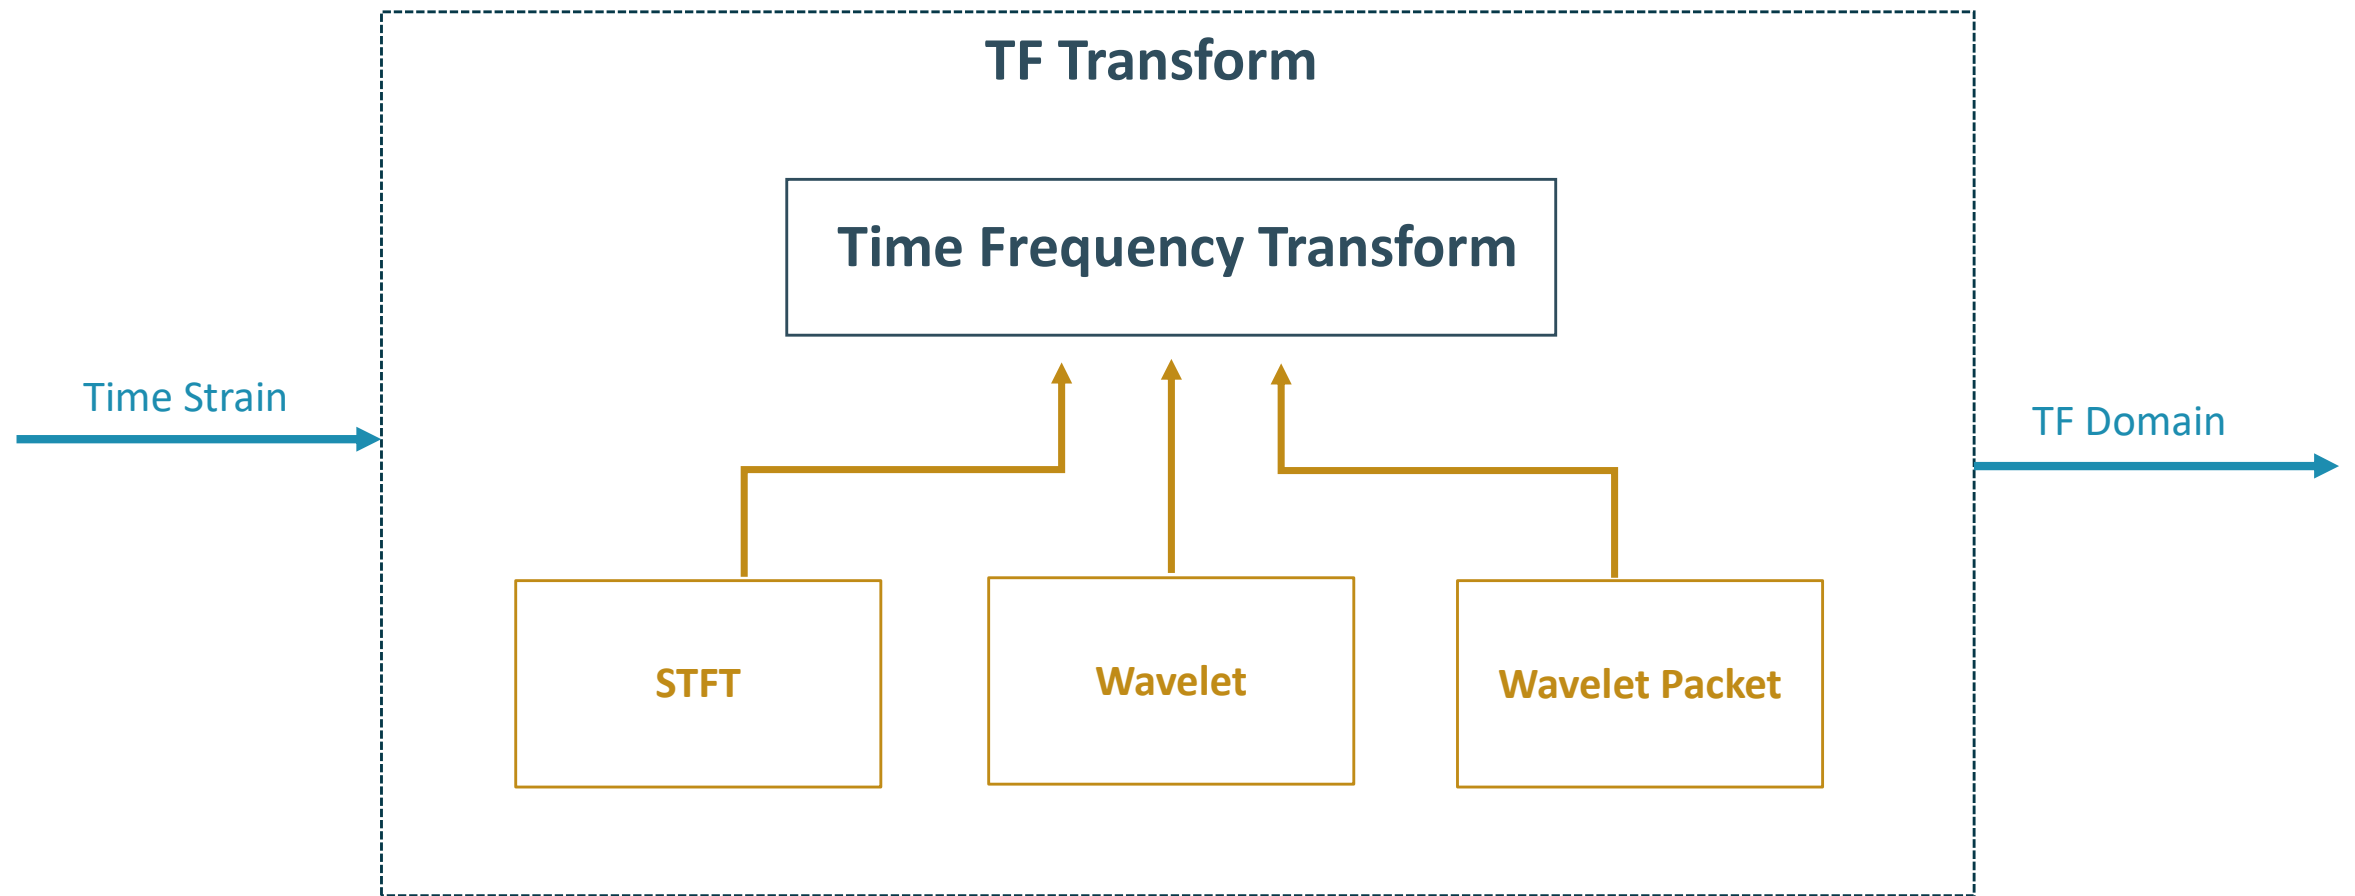 TF Transform
Time Frequency Transform
Time Strain
TF Domain
STFT
Wavelet
Wavelet Packet